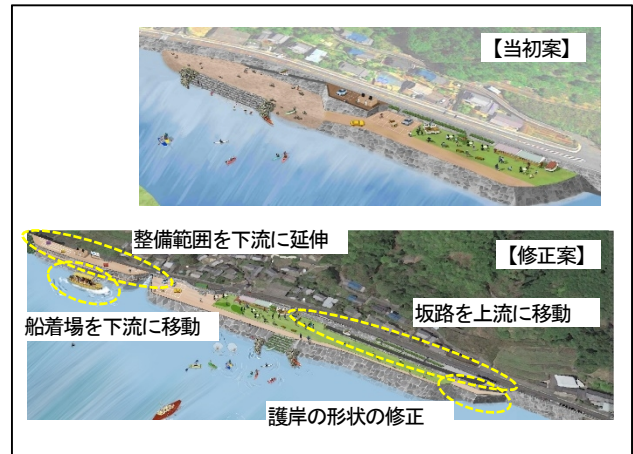 【当初案】
整備範囲を下流に延伸
【修正案】
船着場を下流に移動
坂路を上流に移動
護岸の形状の修正